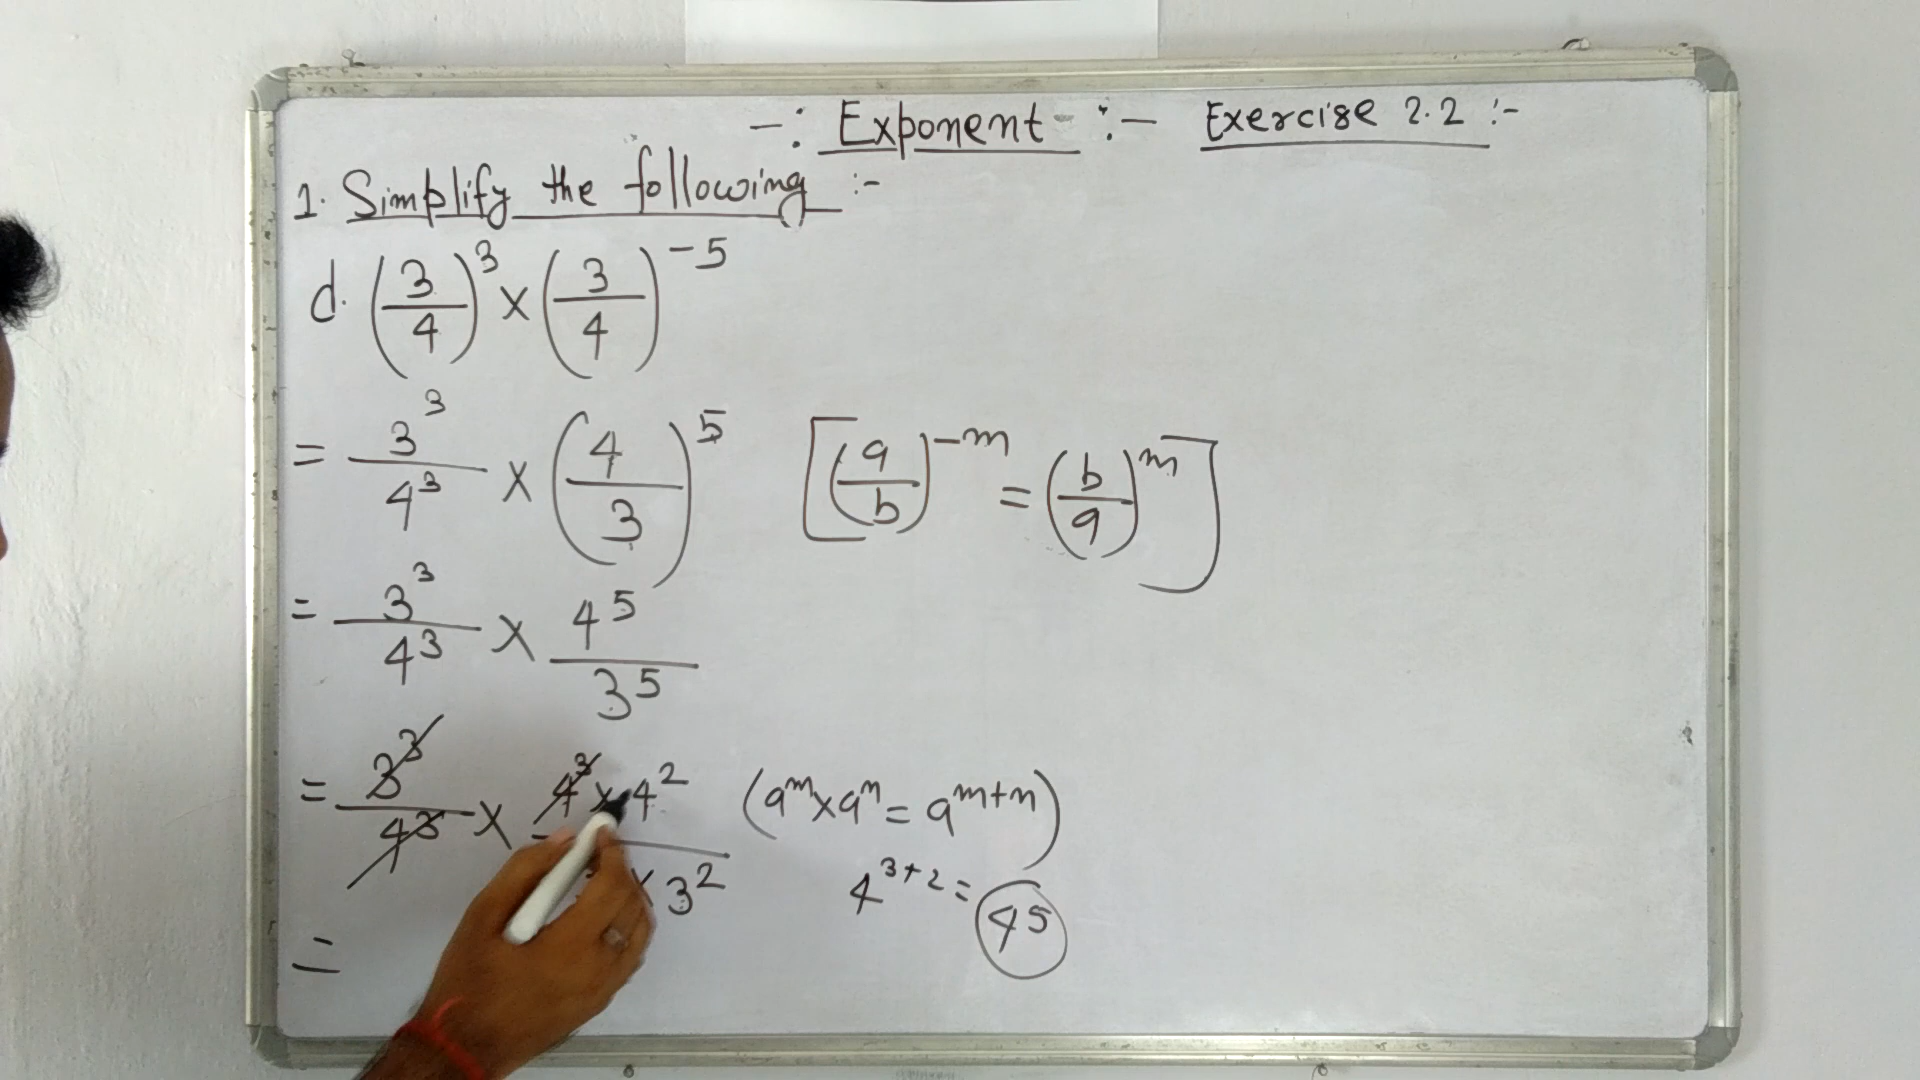 -: Exponent :- Exercise 2.2 :-
1. Simplify the following :-
d. (3/4)^3 × (3/4)^-5
= 3^3/4^3 × (4/3)^5 [(a/b)^-m = (b/a)^m]
= 3^3/4^3 × 4^5/3^5
= 3^3/4^3 × 4^3 × 4^2/ × 3^2 (a^m × a^n = a^m+n)
4^3+2 = 4^5
=